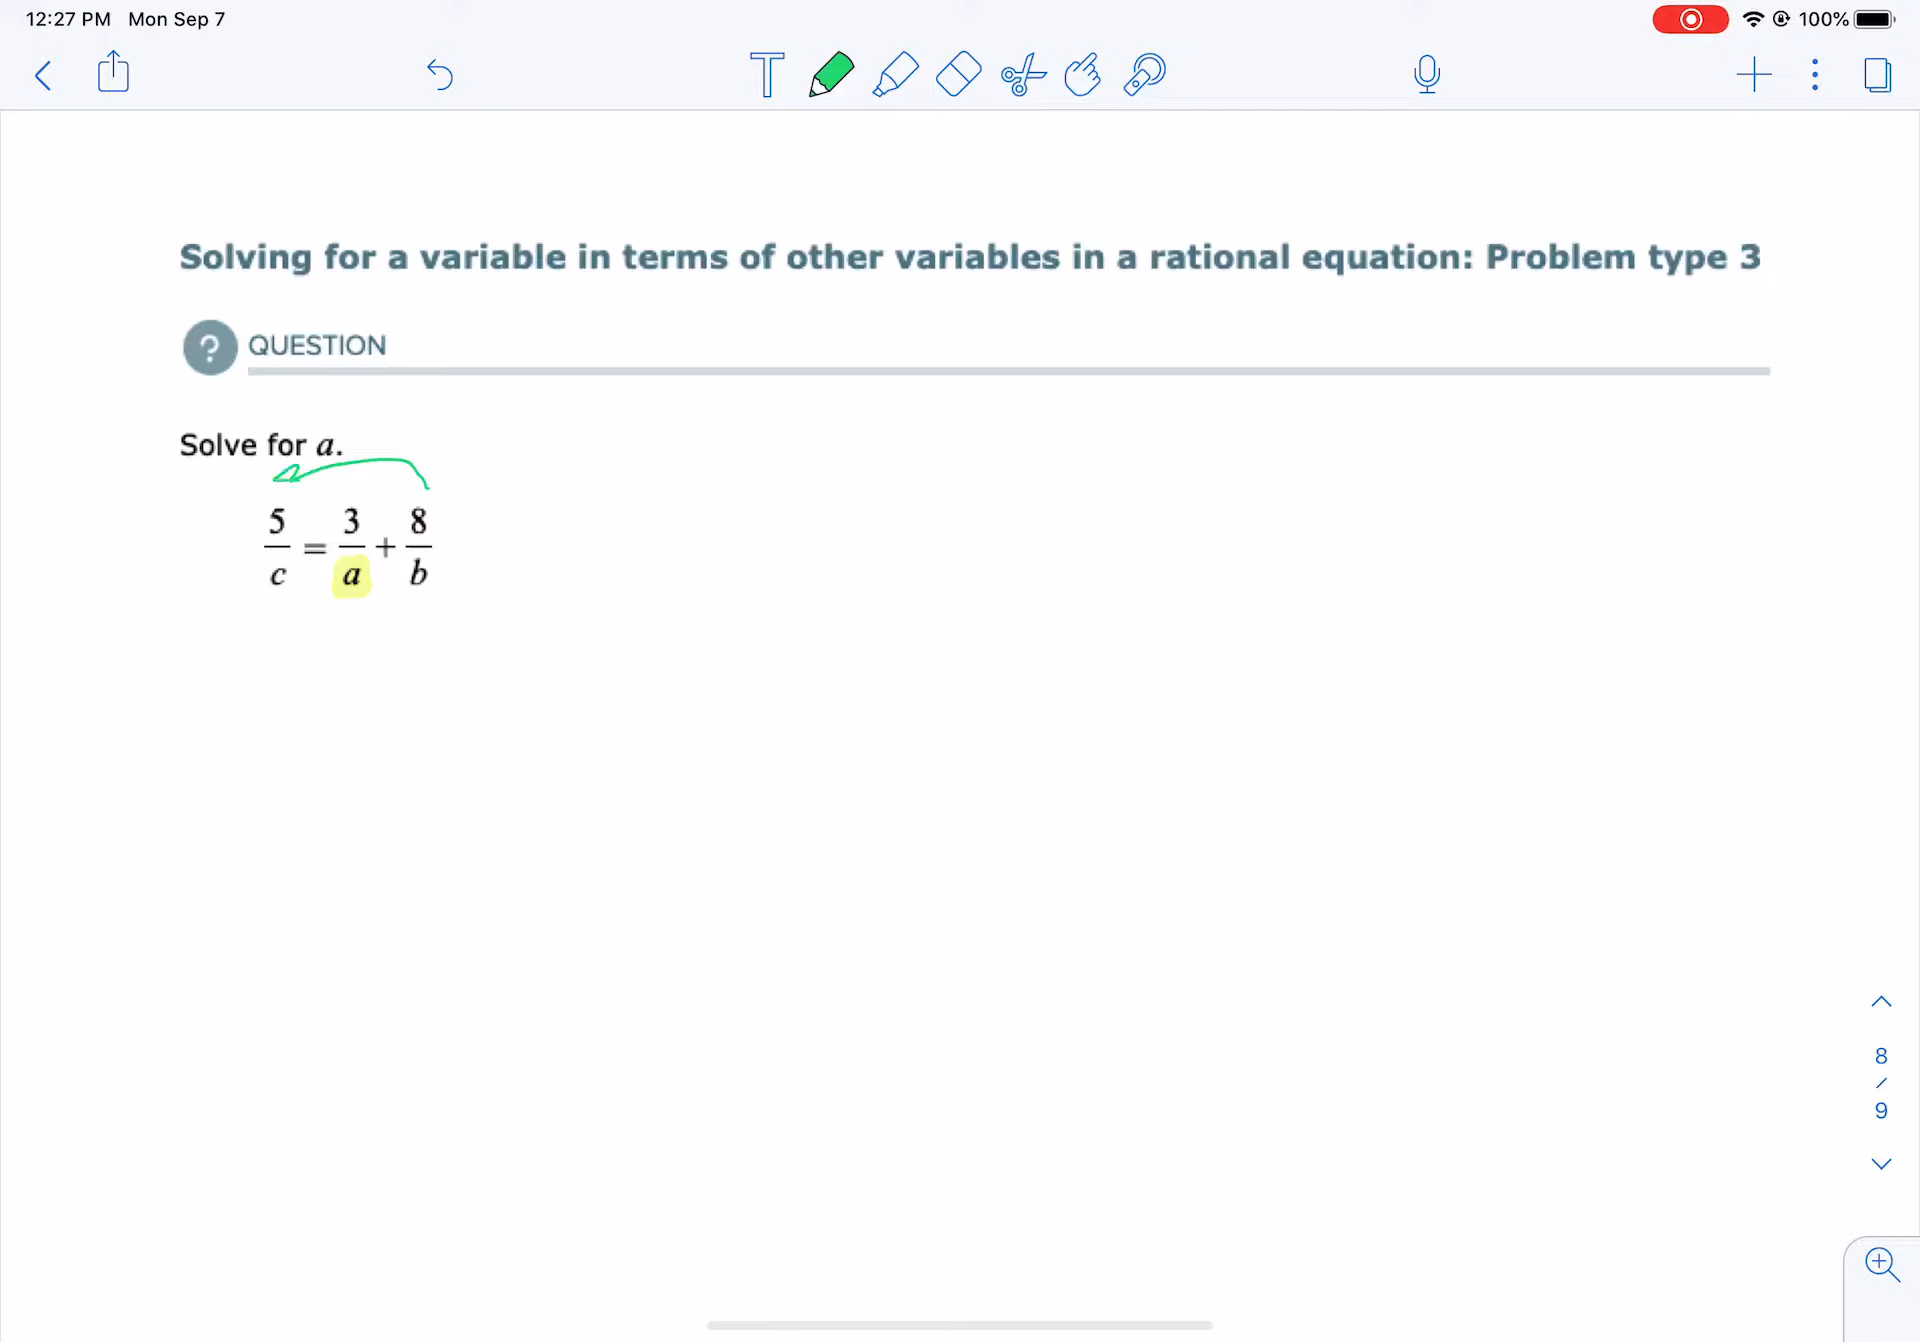 12:27 PM Mon Sep 7 100%
T
Solving for a variable in terms of other variables in a rational equation: Problem type 3
? QUESTION
Solve for a.
5/c = 3/a + 8/b
8
/
9